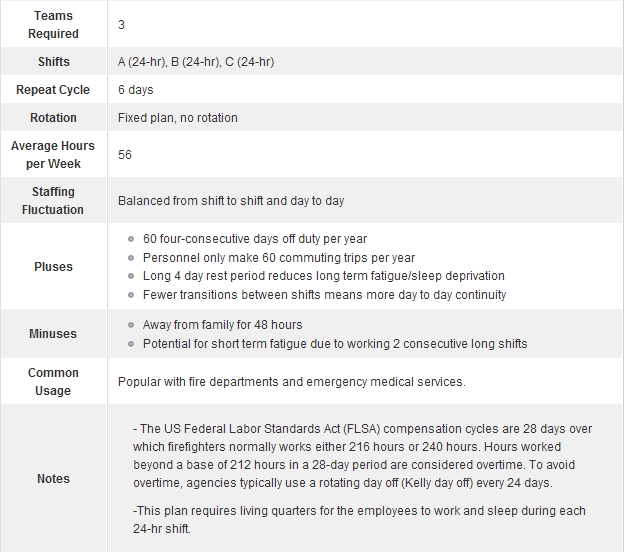 Teams
Required
3
Shifts
A (24-hr), B (24-hr), C (24-hr)
Repeat Cycle
6 days
Rotation
Fixed plan, no rotation
Average Hours
per Week
56
Staffing
Fluctuation
Balanced from shift to shift and day to day
Pluses
60 four-consecutive days off duty per year
Personnel only make 60 commuting trips per year
Long 4 day rest period reduces long term fatigue/sleep deprivation
Fewer transitions between shifts means more day to day continuity
Minuses
Away from family for 48 hours
Potential for short term fatigue due to working 2 consecutive long shifts
Common
Usage
Popular with fire departments and emergency medical services.
Notes
- The US Federal Labor Standards Act (FLSA) compensation cycles are 28 days over
which firefighters normally works either 216 hours or 240 hours. Hours worked
beyond a base of 212 hours in a 28-day period are considered overtime. To avoid
overtime, agencies typically use a rotating day off (Kelly day off) every 24 days.
-This plan requires living quarters for the employees to work and sleep during each
24-hr shift.